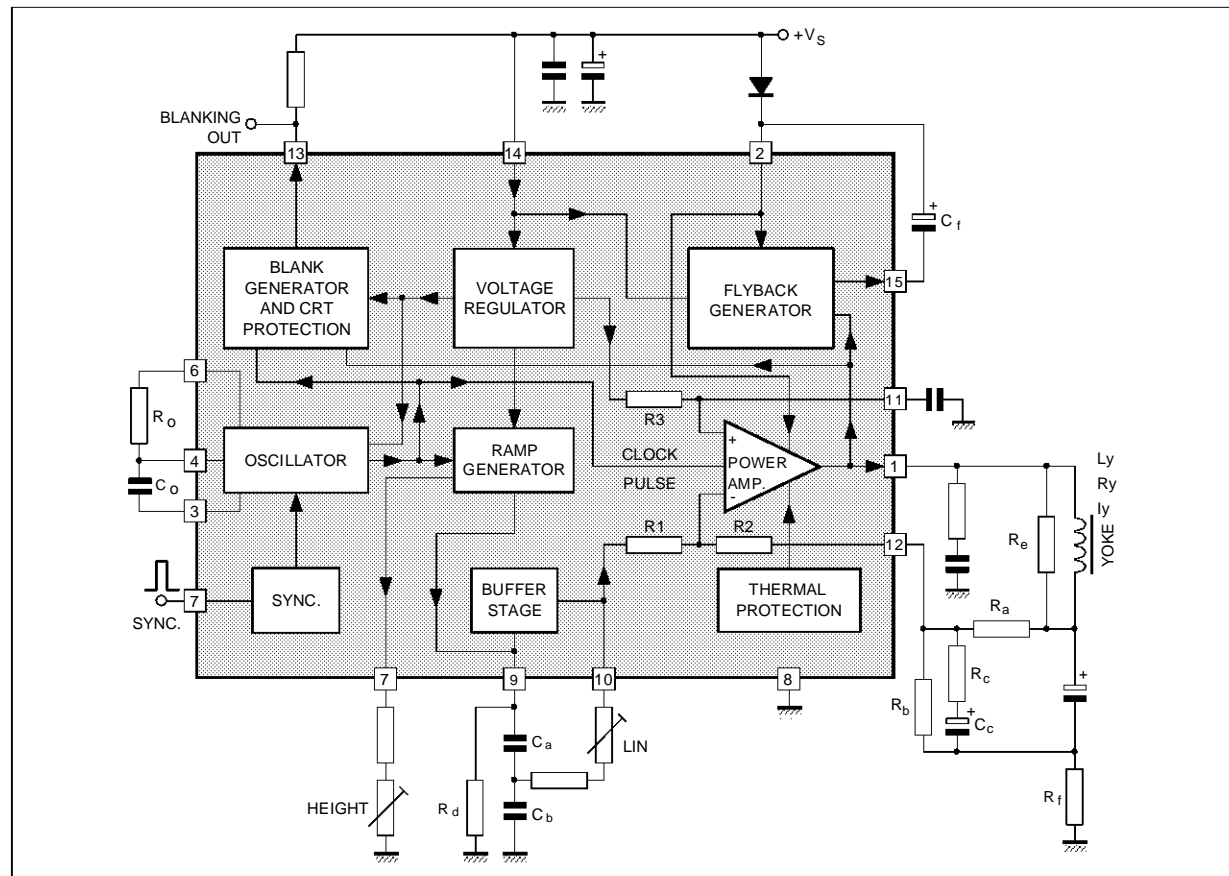 +VS
+
BLANKING
OUT
13
14
2
+
Cf
BLANK
GENERATOR
AND CRT
PROTECTION
VOLTAGE
REGULATOR
FLYBACK
GENERATOR
15
6
Ro
R3
11
4
OSCILLATOR
RAMP
GENERATOR
CLOCK
PULSE
+
POWER
AMP.
-
1
Co
3
Ly
Ry
Iy
YOKE
R1
R2
12
Re
7
SYNC.
SYNC.
BUFFER
STAGE
THERMAL
PROTECTION
Ra
7
9
10
8
Rc
+
Rb
+
Cc
Ca
LIN
HEIGHT
Rd
Cb
Rf